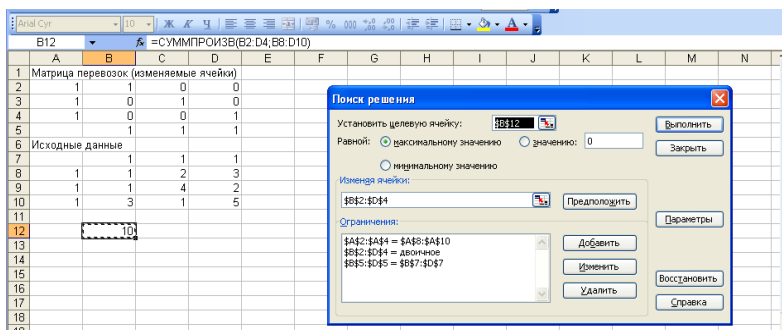 Arial Cyr 10 Ж К Ч % 000
B12 fx =СУММПРОИЗВ(B2:D4;B8:D10)
A B C D E F G H I J K L M N
1 Матрица перевозок (изменяемые ячейки)
2 1 1 0 0
3 1 0 1 0
4 1 0 0 1
5 1 1 1
6 Исходные данные
7 1 1 1
8 1 1 2 3
9 1 1 4 2
10 1 3 1 5
11
12 10
13
14
15
16
17
18
Поиск решения
Установить целевую ячейку: $B$12 Выполнить
Равной: максимальному значению значению: 0 Закрыть
минимальному значению
Изменяя ячейки:
$B$2:$D$4 Предположить
Ограничения: Параметры
$A$2:$A$4 = $A$8:$A$10 Добавить
$B$2:$D$4 = двоичное
$B$5:$D$5 = $B$7:$D$7 Изменить
Восстановить
Удалить
Справка